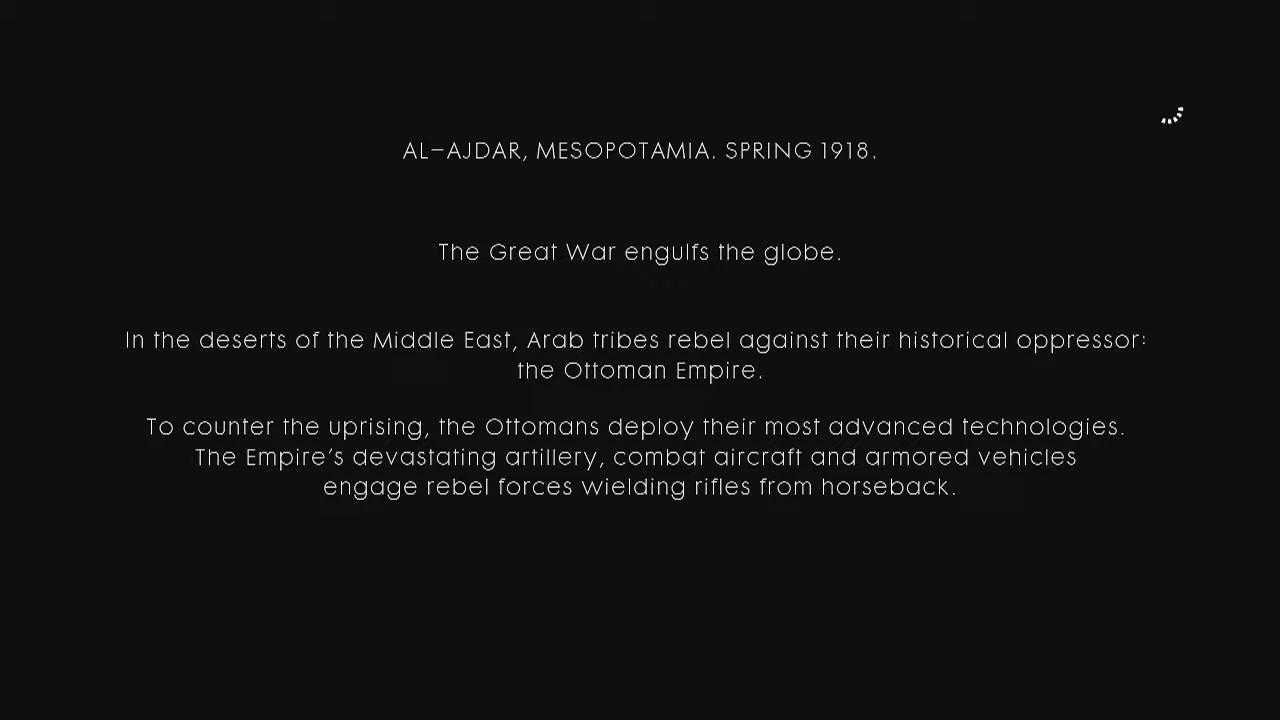 AL-AJDAR, MESOPOTAMIA. SPRING 1918.
The Great War engulfs the globe.
In the deserts of the Middle East, Arab tribes rebel against their historical oppressor:
the Ottoman Empire.
To counter the uprising, the Ottomans deploy their most advanced technologies.
The Empire's devastating artillery, combat aircraft and armored vehicles
engage rebel forces wielding rifles from horseback.